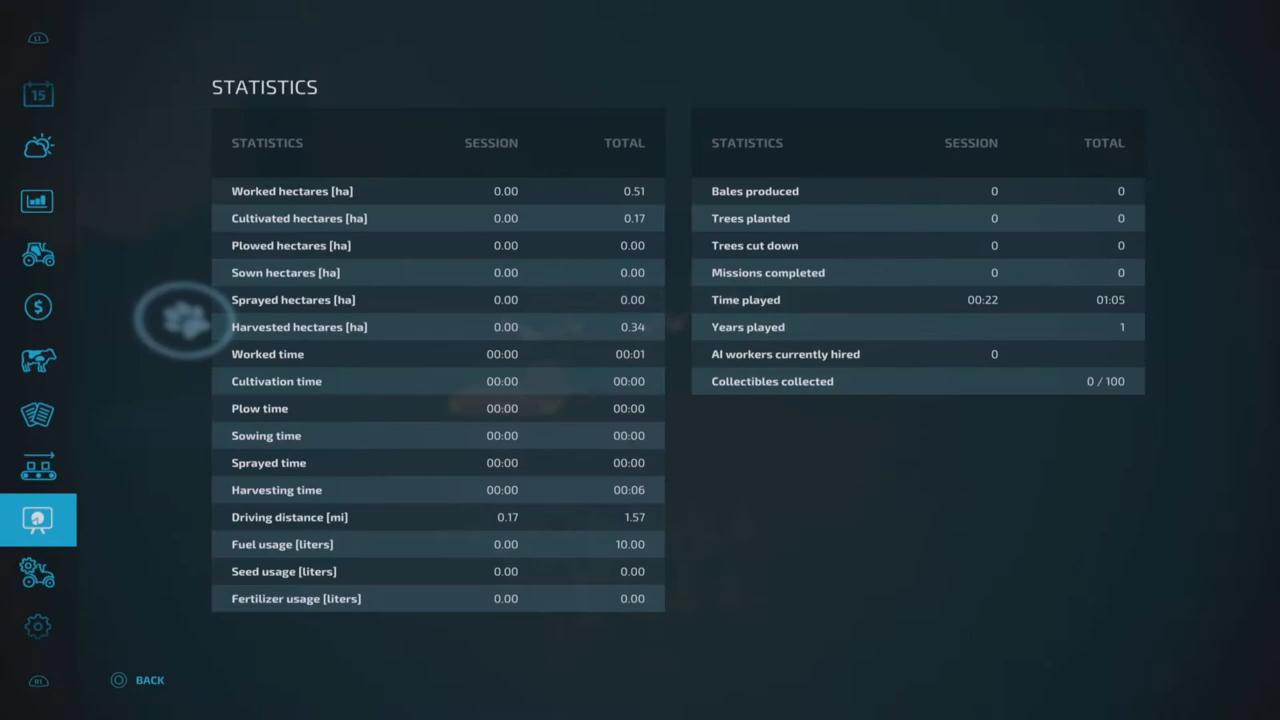 L1
15
STATISTICS
STATISTICS SESSION TOTAL
Worked hectares [ha] 0.00 0.51
Cultivated hectares [ha] 0.00 0.17
Plowed hectares [ha] 0.00 0.00
Sown hectares [ha] 0.00 0.00
Sprayed hectares [ha] 0.00 0.00
Harvested hectares [ha] 0.00 0.34
Worked time 00:00 00:01
Cultivation time 00:00 00:00
Plow time 00:00 00:00
Sowing time 00:00 00:00
Sprayed time 00:00 00:00
Harvesting time 00:00 00:06
Driving distance [mi] 0.17 1.57
Fuel usage [liters] 0.00 10.00
Seed usage [liters] 0.00 0.00
Fertilizer usage [liters] 0.00 0.00
STATISTICS SESSION TOTAL
Bales produced 0 0
Trees planted 0 0
Trees cut down 0 0
Missions completed 0 0
Time played 00:22 01:05
Years played 1
AI workers currently hired 0
Collectibles collected 0 / 100
$
R1
BACK